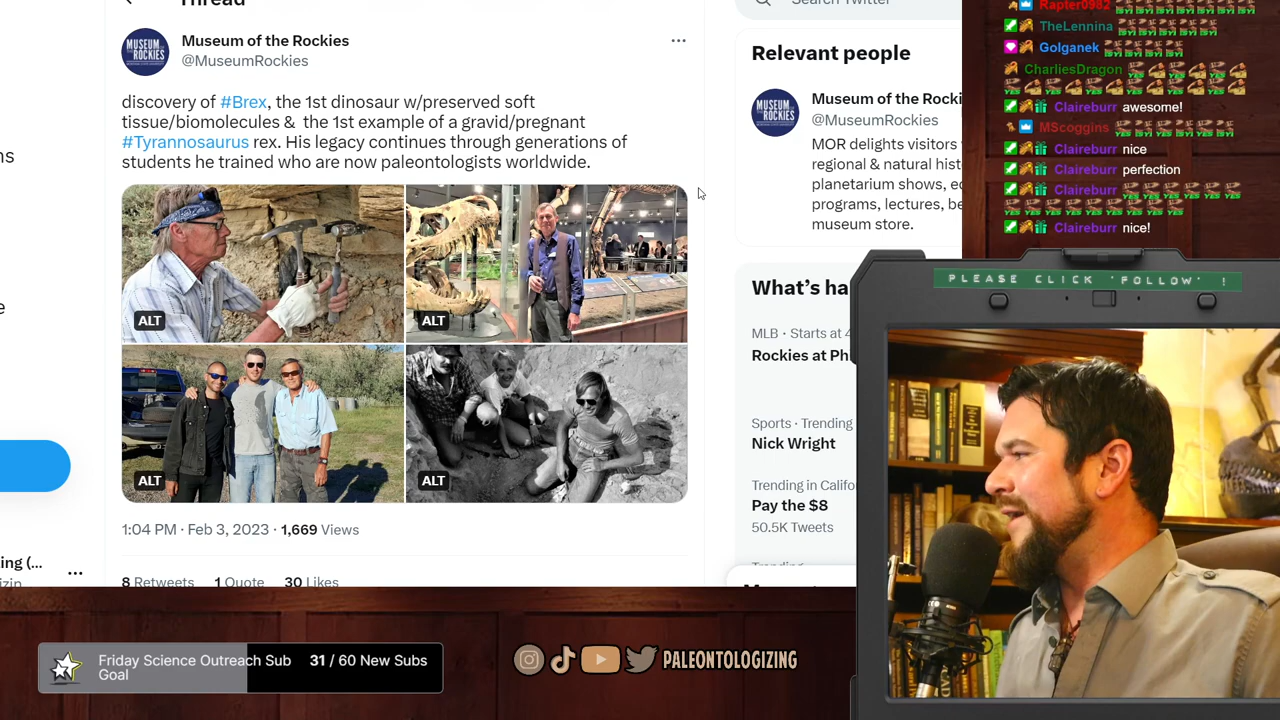 Thread
Museum of the Rockies
@MuseumRockies
discovery of #Brex, the 1st dinosaur w/preserved soft
tissue/biomolecules & the 1st example of a gravid/pregnant
#Tyrannosaurus rex. His legacy continues through generations of
students he trained who are now paleontologists worldwide.
ALT
ALT
ALT
ALT
1:04 PM · Feb 3, 2023 · 1,669 Views
8 Retweets 1 Quote 30 Likes
Search Twitter
Relevant people
MUSEUM
ROCKIES
Museum of the Rocki
@MuseumRockies
MOR delights visitors
regional & natural hist
planetarium shows, ed
programs, lectures, be
museum store.
What's ha
MLB · Starts at 4
Rockies at Ph
Sports · Trending
Nick Wright
Trending in Califo
Pay the $8
50.5K Tweets
Trending
Rapter0982
TheLennina
Golganek
CharliesDragon
Claireburr awesome!
MScoggins
Claireburr nice
Claireburr perfection
Claireburr
Claireburr nice!
PLEASE CLICK "FOLLOW" !
Friday Science Outreach Sub
Goal
31 / 60 New Subs
PALEONTOLOGIZING